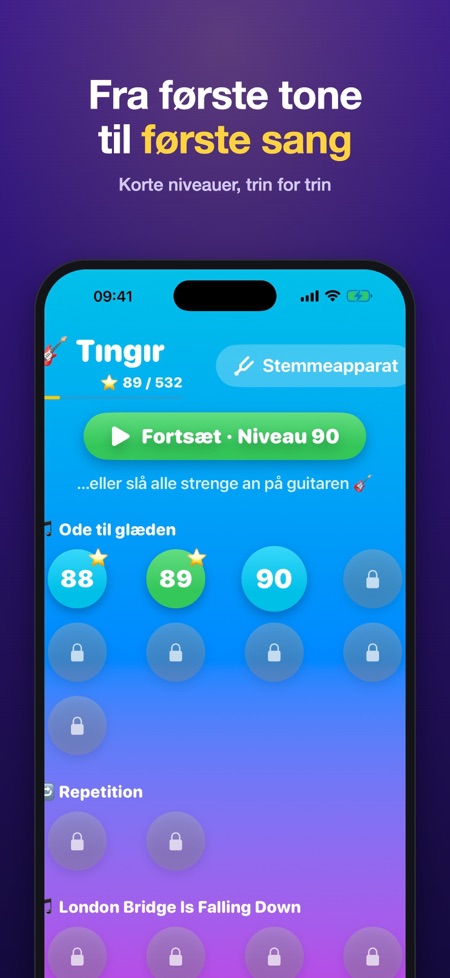 Fra første tone
til første sang
Korte niveauer, trin for trin
09:41
Tıngır
Stemmeapparat
89 / 532
Fortsæt · Niveau 90
...eller slå alle strenge an på guitaren
Ode til glæden
88
89
90
Repetition
London Bridge Is Falling Down